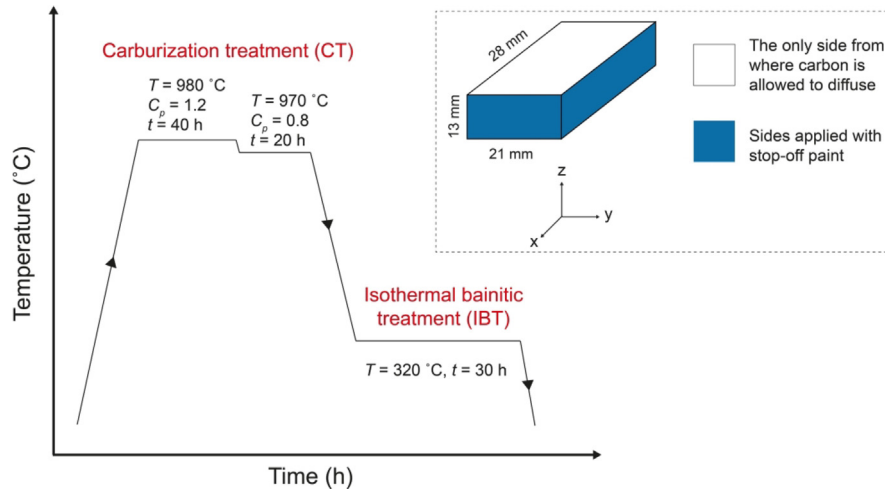 Temperature (˚C)
Carburization treatment (CT)
T = 980 ˚C
Cp = 1.2
t = 40 h
T = 970 ˚C
Cp = 0.8
t = 20 h
Isothermal bainitic
treatment (IBT)
T = 320 ˚C, t = 30 h
Time (h)
28 mm
13 mm
21 mm
z
y
x
The only side from
where carbon is
allowed to diffuse
Sides applied with
stop-off paint